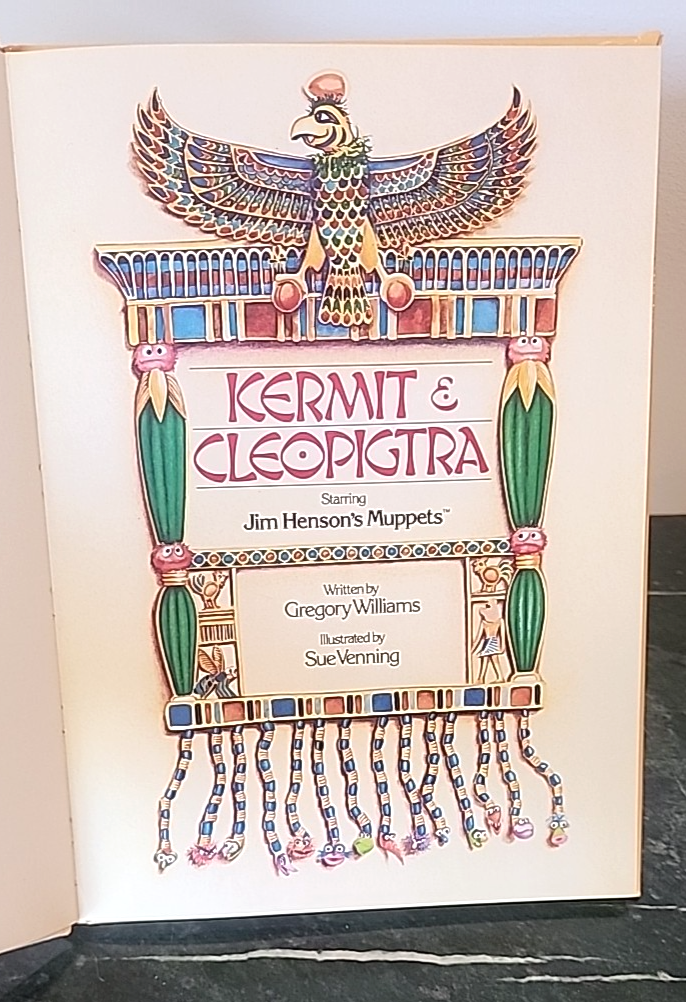 KERMIT &
CLEOPIGTRA
Starring
Jim Henson's Muppets™
Written by
Gregory Williams
Illustrated by
Sue Venning